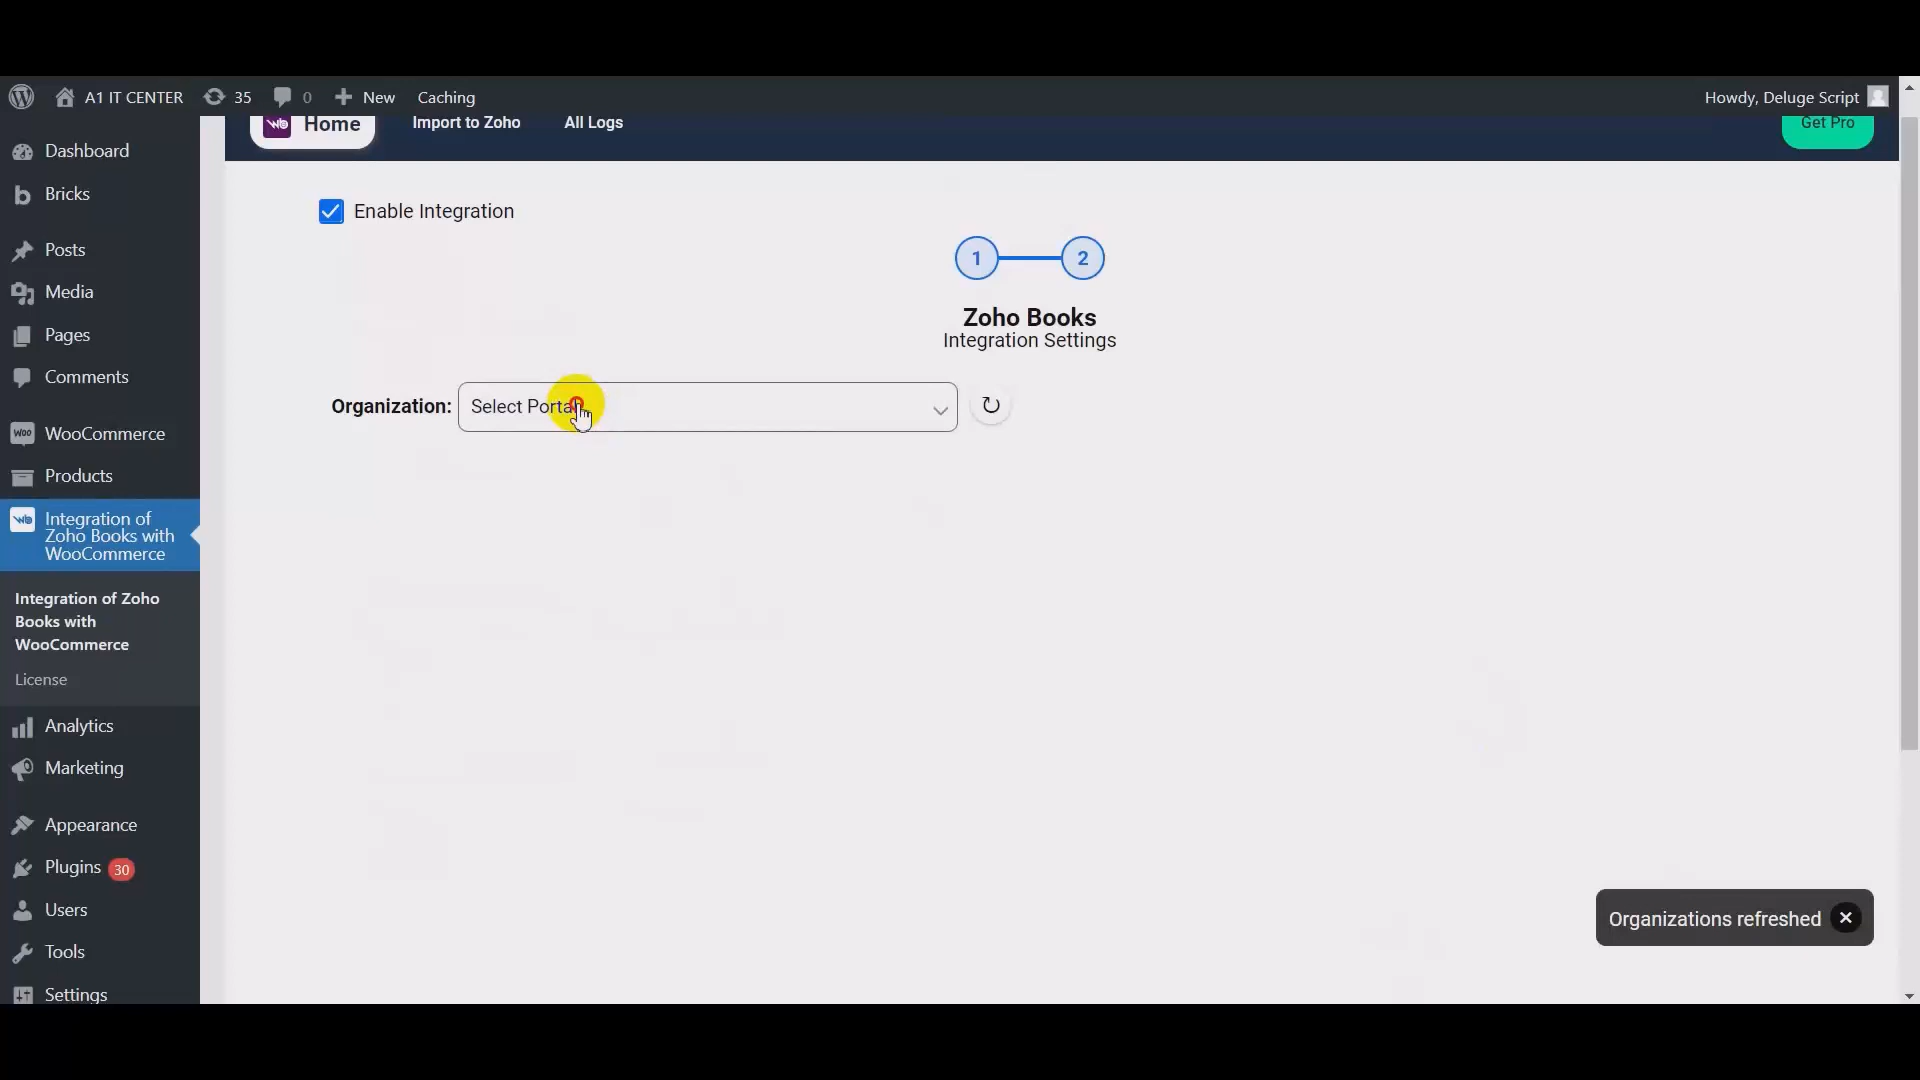 A1 IT CENTER 35 0 New Caching Howdy, Deluge Script
Home Import to Zoho All Logs Get Pro
Dashboard
Bricks
Posts
Media
Pages
Comments
WooCommerce
Products
Integration of
Zoho Books with
WooCommerce
Integration of Zoho
Books with
WooCommerce
License
Analytics
Marketing
Appearance
Plugins 30
Users
Tools
Settings
Enable Integration
1 2
Zoho Books
Integration Settings
Organization: Select Portal
Organizations refreshed